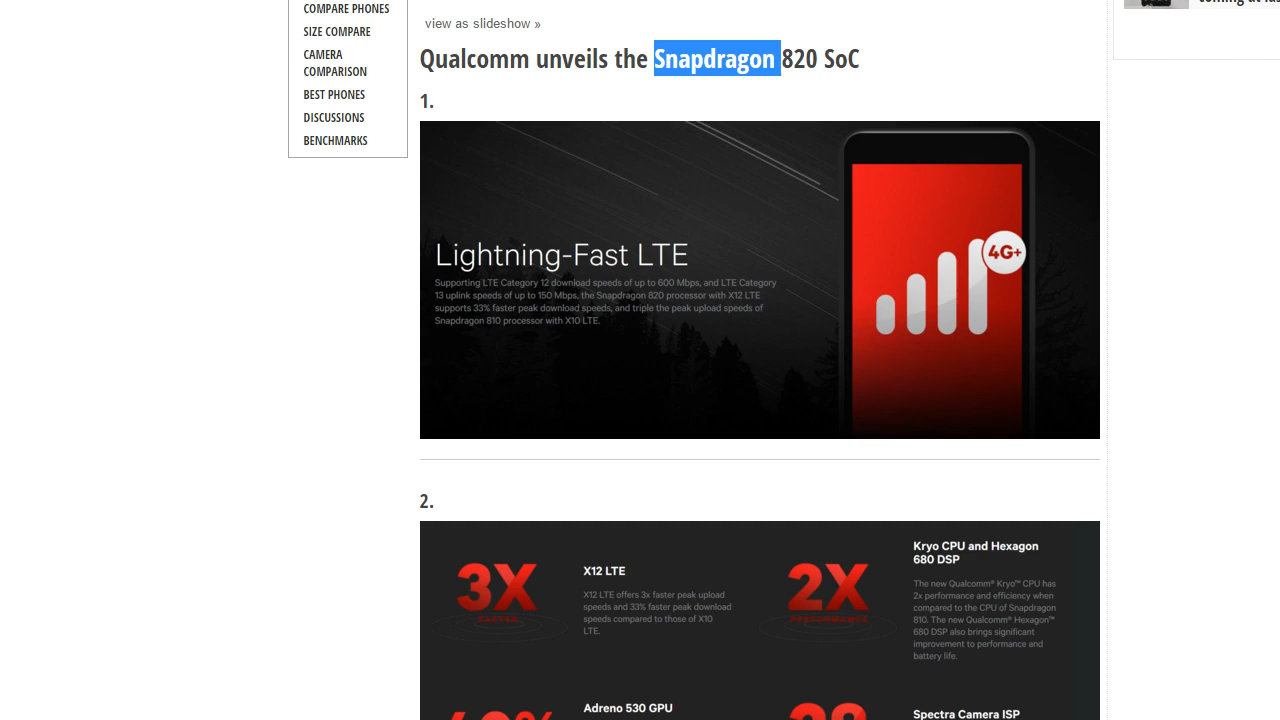 COMPARE PHONES
SIZE COMPARE
CAMERA
COMPARISON
BEST PHONES
DISCUSSIONS
BENCHMARKS
view as slideshow »
Qualcomm unveils the Snapdragon 820 SoC
1.
Lightning-Fast LTE
Supporting LTE Category 12 download speeds of up to 600 Mbps, and LTE Category
13 uplink speeds of up to 150 Mbps, the Snapdragon 820 processor with X12 LTE
supports 33% faster peak download speeds, and triple the peak upload speeds of
Snapdragon 810 processor with X10 LTE.
4G+
2.
3X
FASTER
X12 LTE
X12 LTE offers 3x faster peak upload
speeds and 33% faster peak download
speeds compared to those of X10
LTE.
2X
PERFORMANCE
Kryo CPU and Hexagon
680 DSP
The new Qualcomm® Kryo™ CPU has
2x performance and efficiency when
compared to the CPU of Snapdragon
810. The new Qualcomm® Hexagon™
680 DSP also brings significant
improvement to performance and
battery life.
Adreno 530 GPU
Spectra Camera ISP